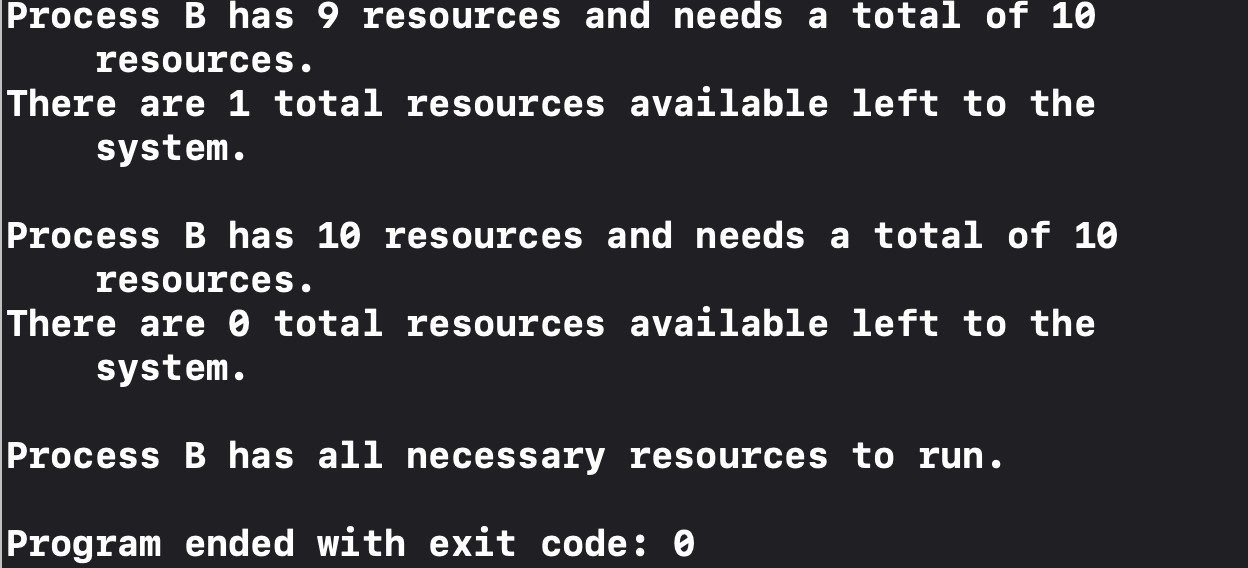 Process B has 9 resources and needs a total of 10
resources.
There are 1 total resources available left to the
system.
Process B has 10 resources and needs a total of 10
resources.
There are 0 total resources available left to the
system.
Process B has all necessary resources to run.
Program ended with exit code: 0